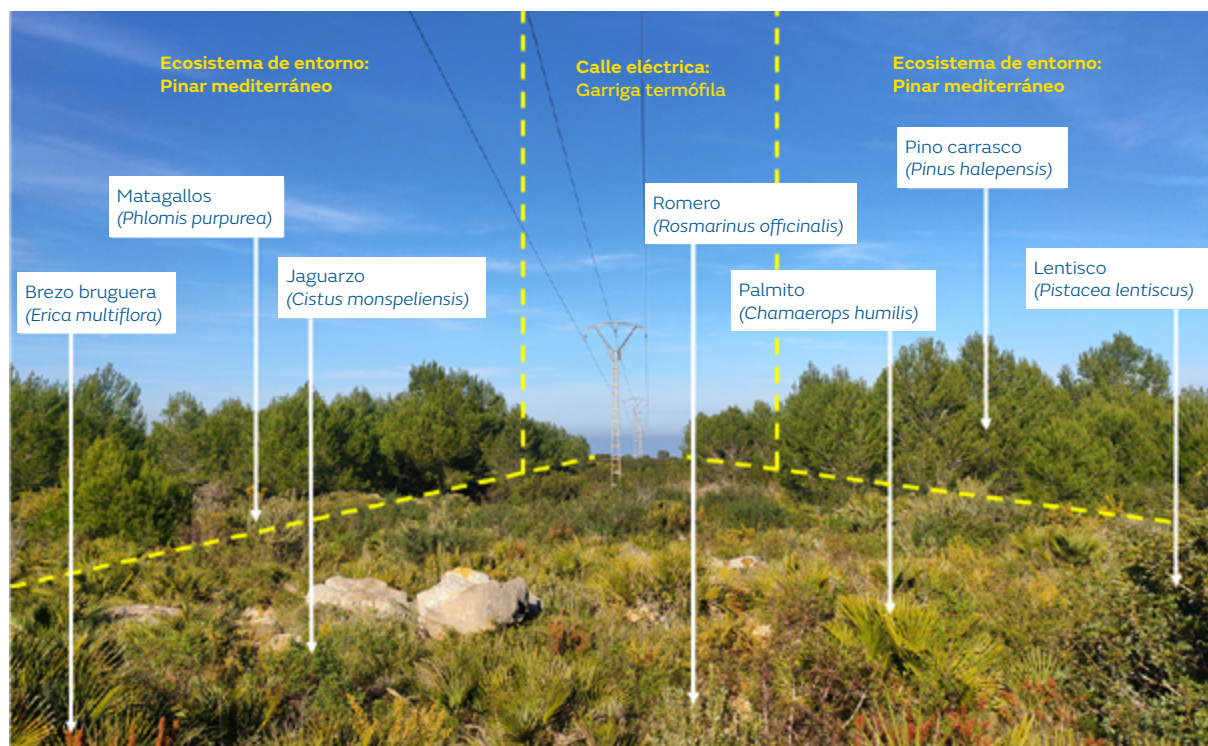 Ecosistema de entorno:
Pinar mediterráneo
Calle eléctrica:
Garriga termófila
Ecosistema de entorno:
Pinar mediterráneo
Pino carrasco
(Pinus halepensis)
Matagallos
(Phlomis purpurea)
Romero
(Rosmarinus officinalis)
Jaguarzo
(Cistus monspeliensis)
Lentisco
(Pistacea lentiscus)
Brezo bruguera
(Erica multiflora)
Palmito
(Chamaerops humilis)